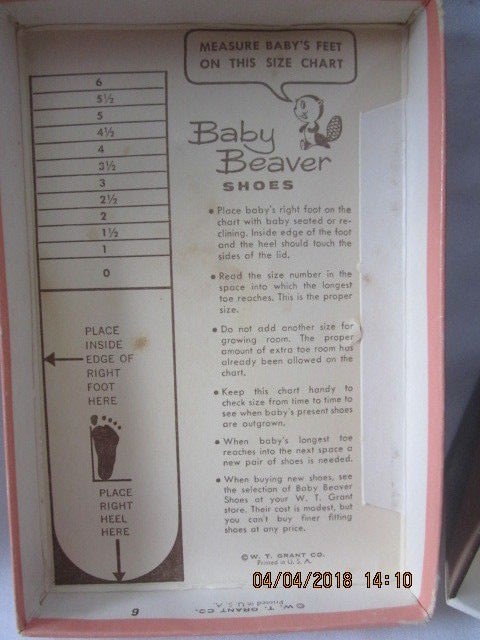 MEASURE BABY'S FEET
ON THIS SIZE CHART
Baby
Beaver
SHOES
6
5½
5
4½
4
3½
3
2½
2
1½
1
0
PLACE
INSIDE
EDGE OF
RIGHT
FOOT
HERE
PLACE
RIGHT
HEEL
HERE
• Place baby's right foot on the
chart with baby seated or re-
clining. Inside edge of the foot
and the heel should touch the
sides of the lid.
• Read the size number in the
space into which the longest
toe reaches. This is the proper
size.
• Do not add another size for
growing room. The proper
amount of extra toe room has
already been allowed on the
chart.
• Keep this chart handy to
check size from time to time to
see when baby's present shoes
are outgrown.
• When baby's longest toe
reaches into the next space a
new pair of shoes is needed.
• When buying new shoes, see
the selection of Baby Beaver
Shoes at your W. T. Grant
store. Their cost is modest, but
you can't buy finer fitting
shoes at any price.
© W. T. GRANT CO.
Printed in U. S. A.
04/04/2018 14:10
© W. T. GRANT CO.
Printed in U. S. A.
6